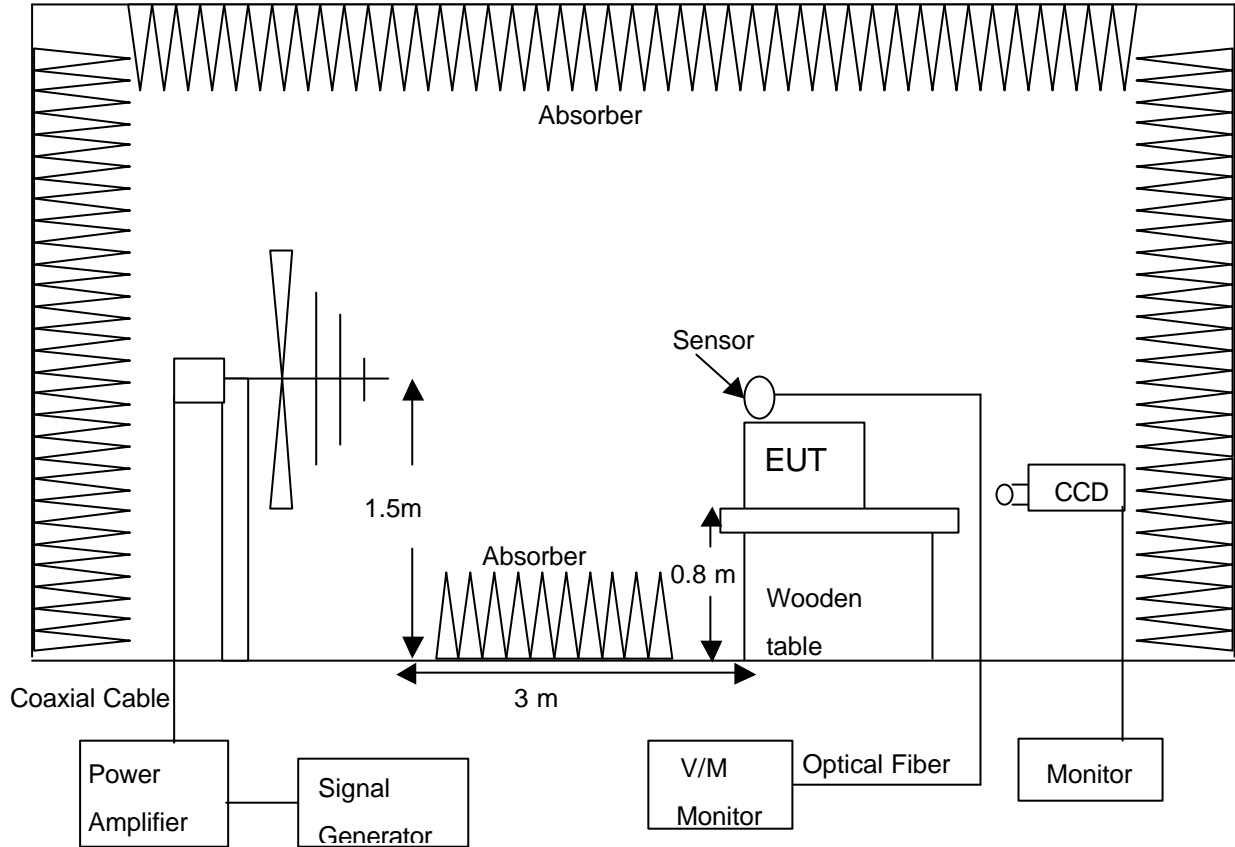 Absorber
Sensor
EUT
CCD
1.5m
Absorber
0.8 m
Wooden
table
3 m
Coaxial Cable
Power
Amplifier
Signal
Generator
V/M
Monitor
Optical Fiber
Monitor